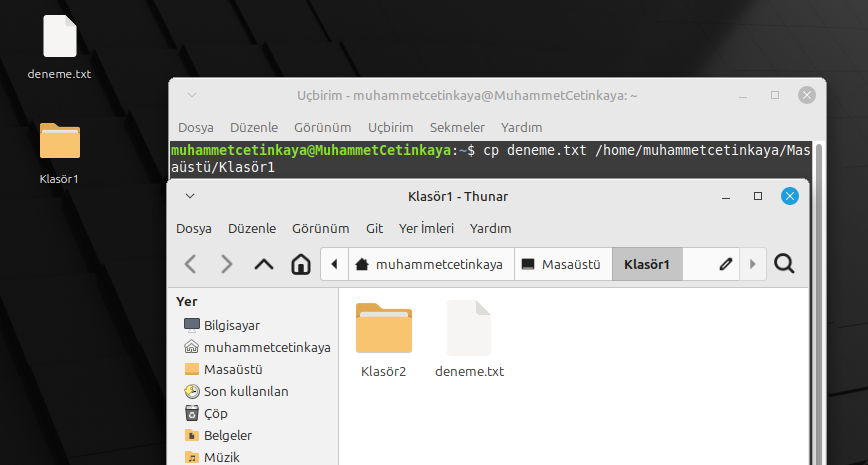 deneme.txt
Klasör1
Uçbirim - muhammetcetinkaya@MuhammetCetinkaya: ~
Dosya Düzenle Görünüm Uçbirim Sekmeler Yardım
muhammetcetinkaya@MuhammetCetinkaya:~$ cp deneme.txt /home/muhammetcetinkaya/Mas
aüstü/Klasör1
Klasör1 - Thunar
Dosya Düzenle Görünüm Git Yer İmleri Yardım
muhammetcetinkaya Masaüstü Klasör1
Yer
Bilgisayar
muhammetcetinkaya
Masaüstü
Son kullanılan
Çöp
Belgeler
Müzik
Klasör2 deneme.txt